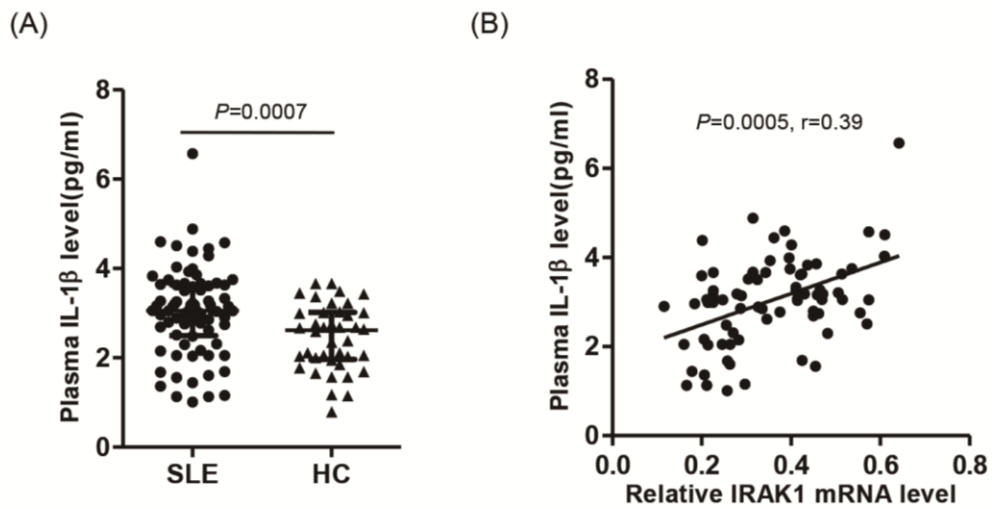 (A)
Plasma IL-1β level(pg/ml)
8
6
4
2
0
P=0.0007
SLE
HC
(B)
Plasma IL-1β level(pg/ml)
8
6
4
2
0
P=0.0005, r=0.39
0.0
0.2
0.4
0.6
0.8
Relative IRAK1 mRNA level